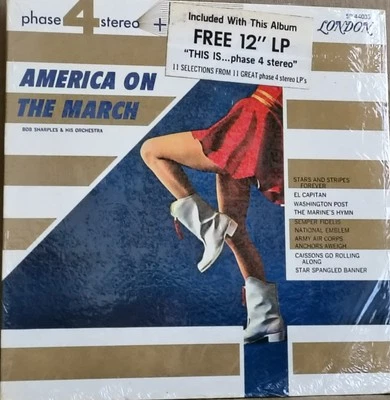 phase 4 stereo +
Included With This Album
FREE 12" LP
"THIS IS...phase 4 stereo"
11 SELECTIONS FROM 11 GREAT phase 4 stereo LP's
LONDON
AMERICA ON
THE MARCH
BOB SHARPLES & HIS ORCHESTRA
STARS AND STRIPES
FOREVER
EL CAPITAN
WASHINGTON POST
THE MARINE'S HYMN
SEMPER FIDELIS
NATIONAL EMBLEM
ARMY AIR CORPS
ANCHORS AWEIGH
CAISSONS GO ROLLING
ALONG
STAR SPANGLED BANNER